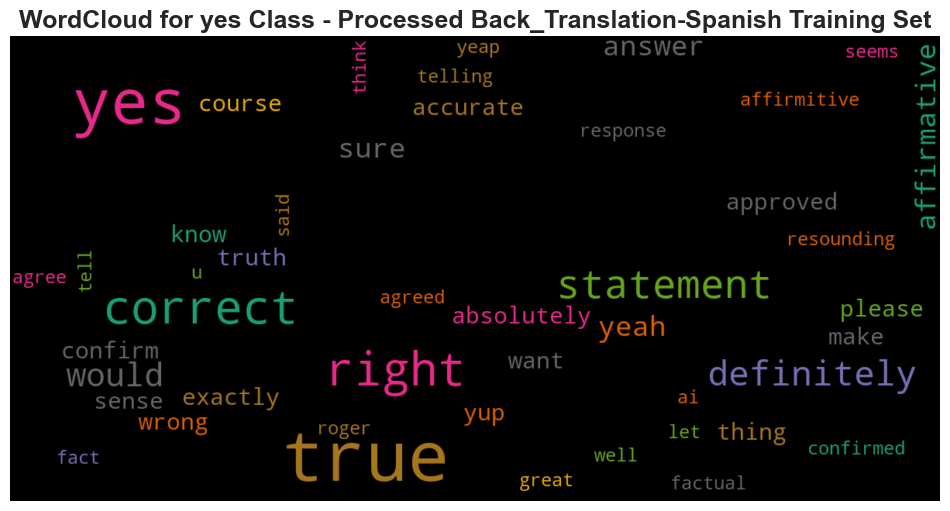 WordCloud for yes Class - Processed Back_Translation-Spanish Training Set
yes
course
think
yeap
telling
accurate
answer
seems
affirmitive
response
affirmative
sure
approved
said
know
truth
resounding
agree
tell
u
correct
agreed
absolutely
statement
yeah
please
make
confirm
would
sense
exactly
wrong
right
want
definitely
yup
ai
roger
true
let
thing
confirmed
fact
well
great
factual